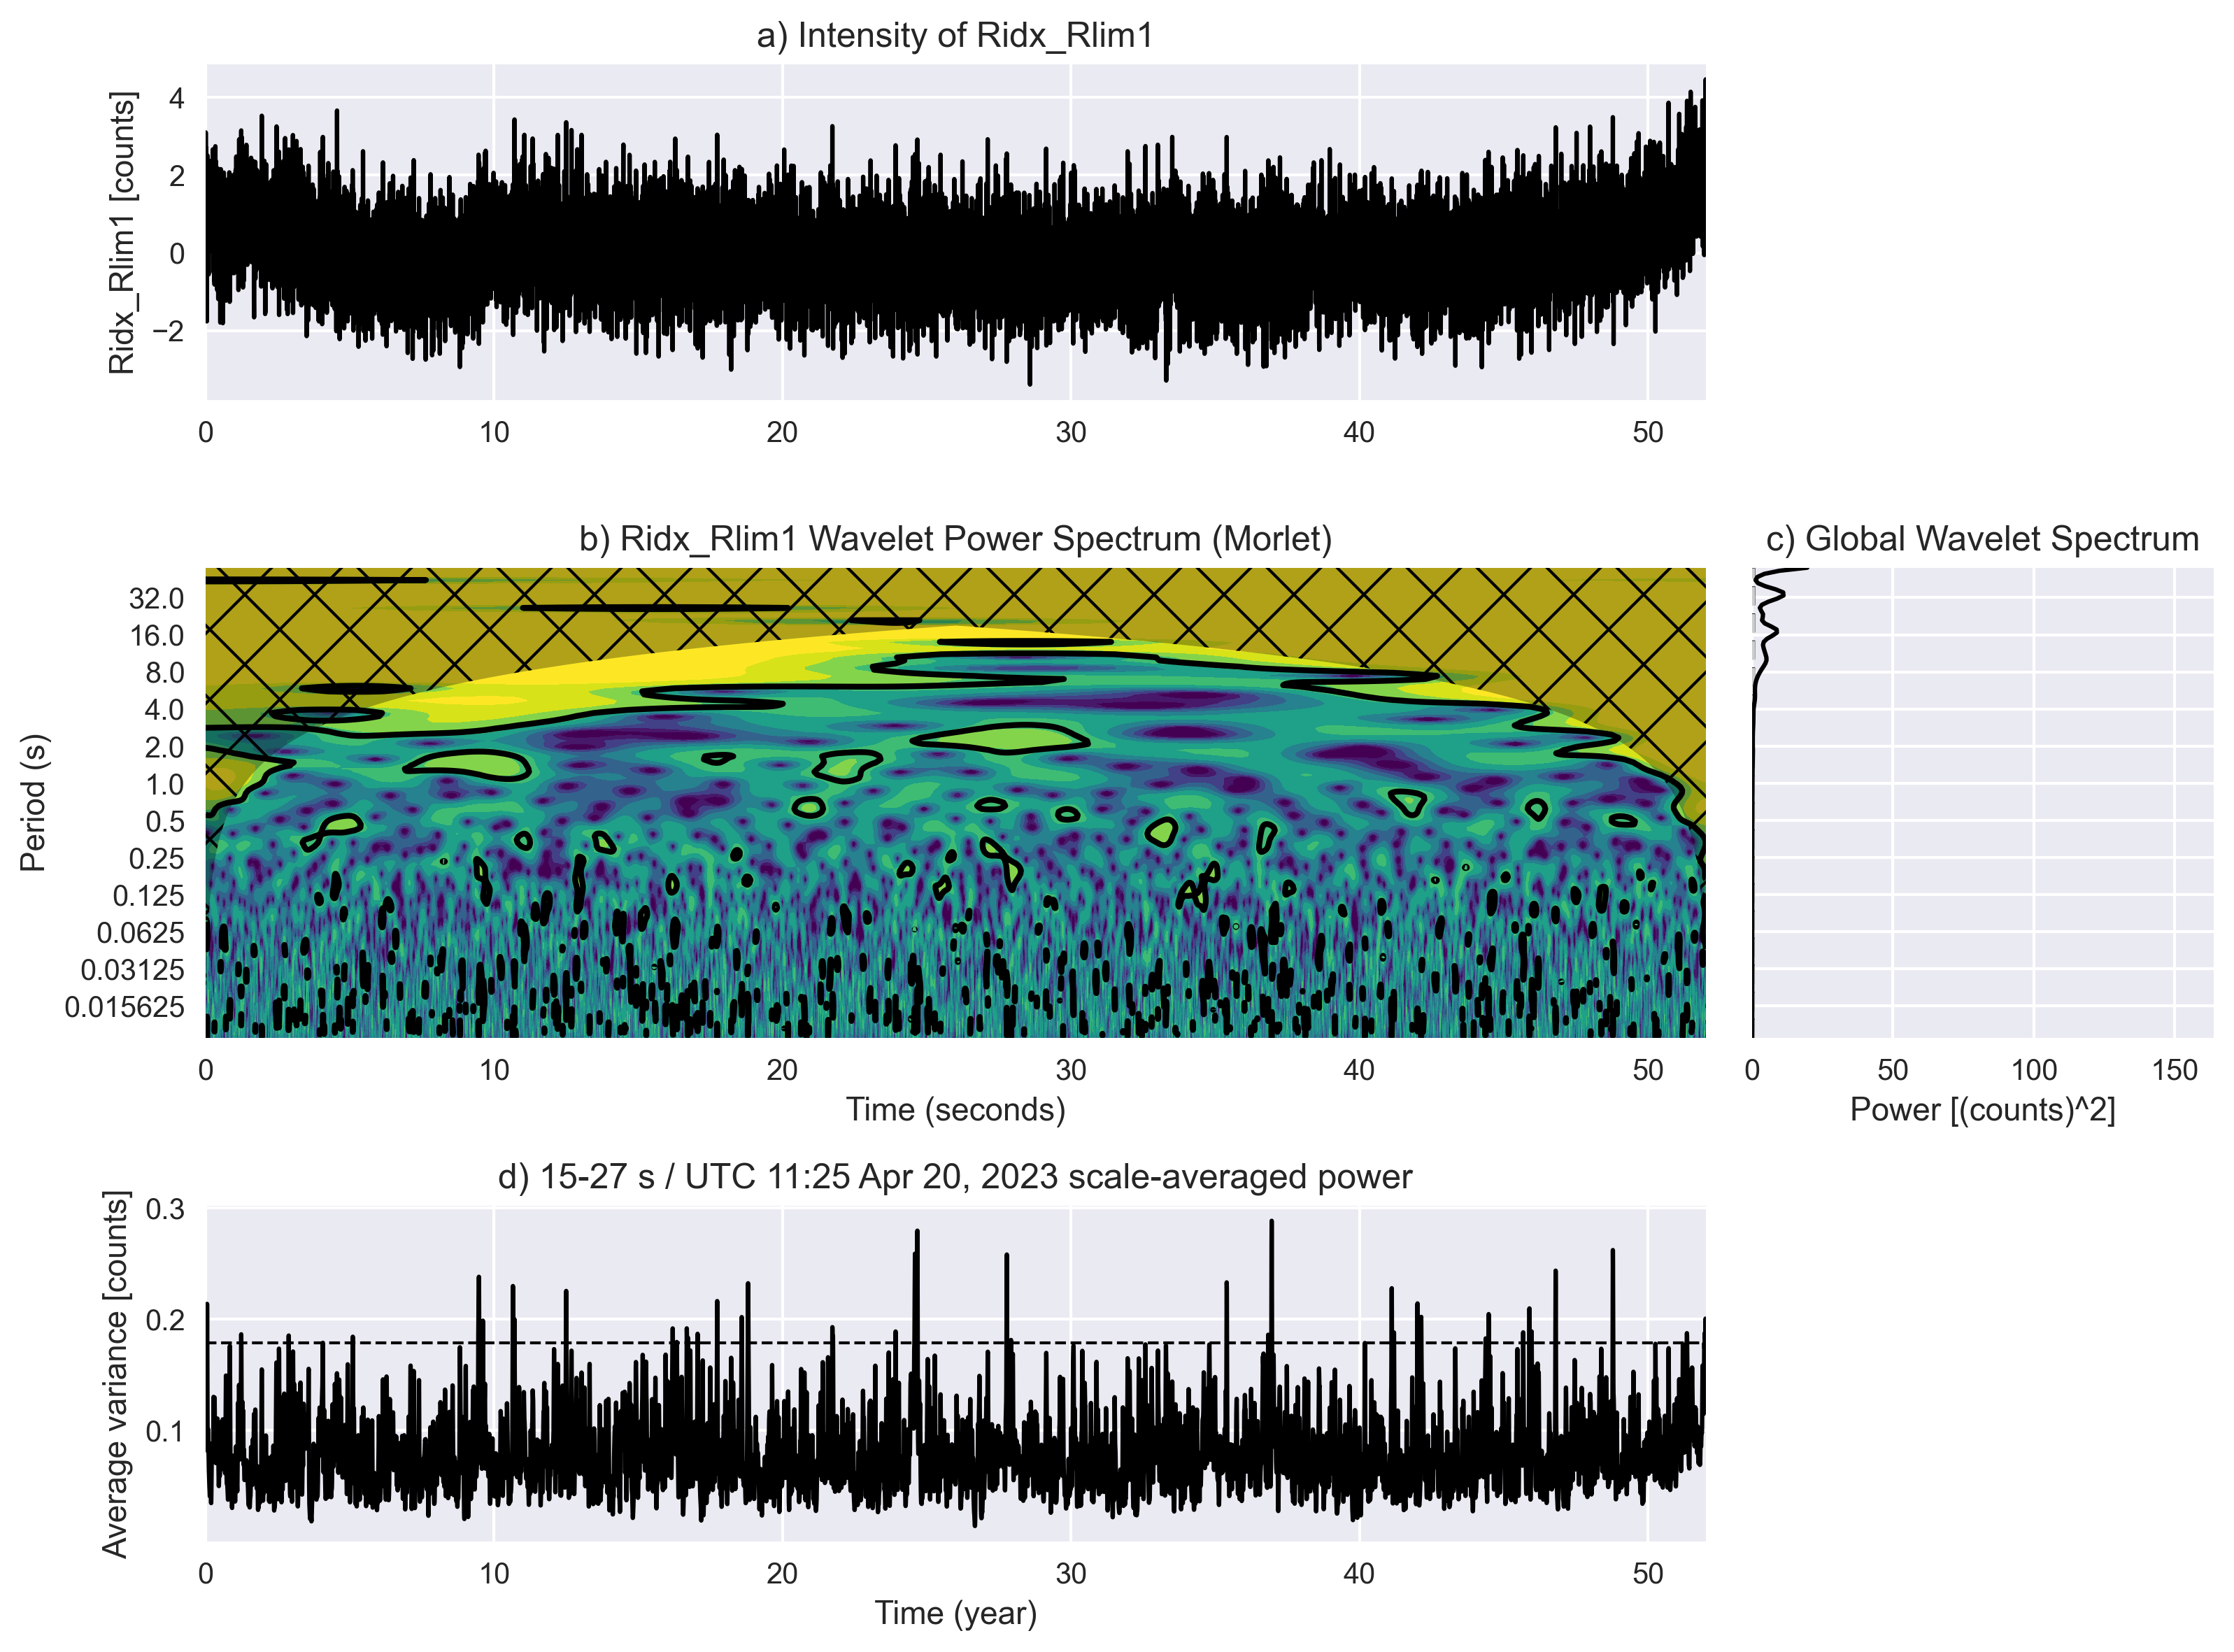 a) Intensity of Ridx_Rlim1
Ridx_Rlim1 [counts]
4
2
0
−2
0 10 20 30 40 50
b) Ridx_Rlim1 Wavelet Power Spectrum (Morlet)
Period (s)
32.0
16.0
8.0
4.0
2.0
1.0
0.5
0.25
0.125
0.0625
0.03125
0.015625
0 10 20 30 40 50
Time (seconds)
c) Global Wavelet Spectrum
0 50 100 150
Power [(counts)^2]
d) 15-27 s / UTC 11:25 Apr 20, 2023 scale-averaged power
Average variance [counts]
0.3
0.2
0.1
0 10 20 30 40 50
Time (year)